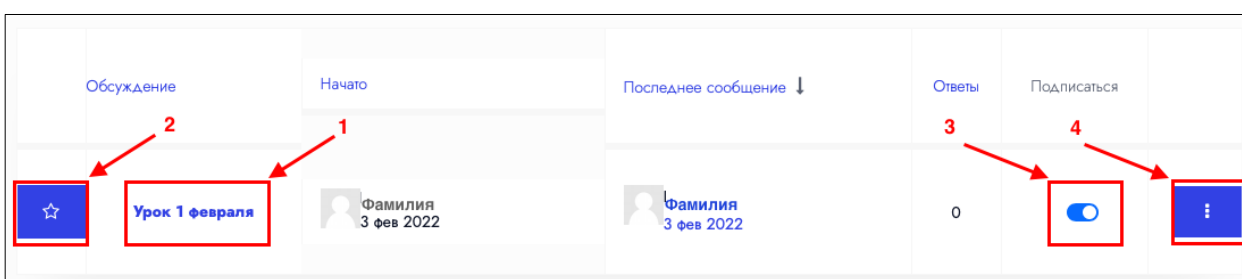 Обсуждение
Начато
Последнее сообщение
Ответы
Подписаться
2
1
3
4
Урок 1 февраля
Фамилия
3 фев 2022
Фамилия
3 фев 2022
0